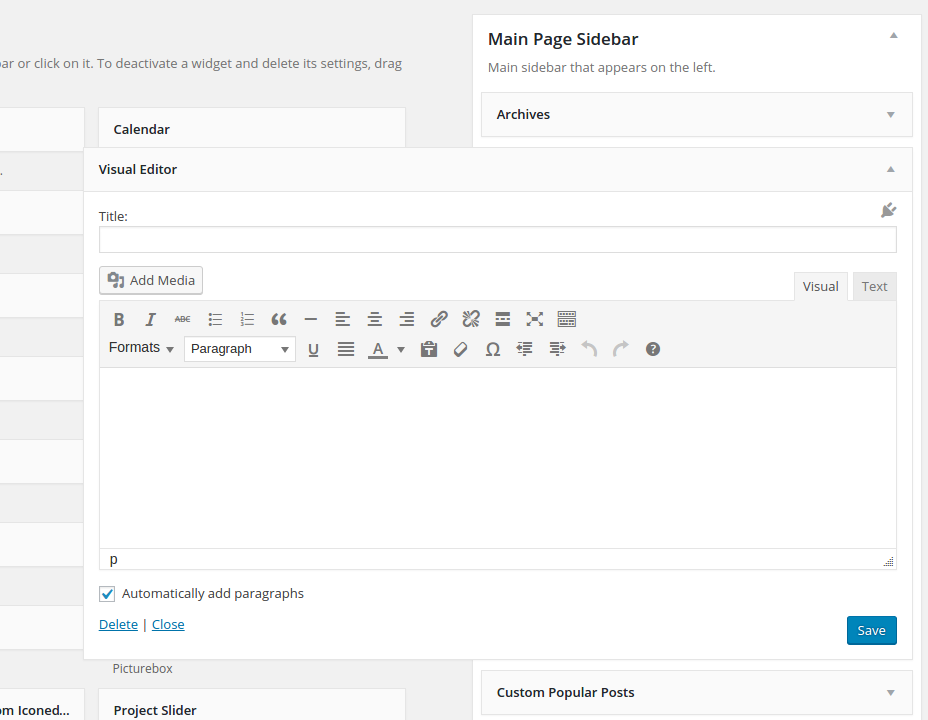 Main Page Sidebar
Main sidebar that appears on the left.
bar or click on it. To deactivate a widget and delete its settings, drag
Archives
Calendar
Visual Editor
Title:
Add Media
Visual Text
B I ABC
Formats Paragraph U A Ω ?
p
Automatically add paragraphs
Delete | Close
Save
Picturebox
Custom Popular Posts
om Iconed... Project Slider